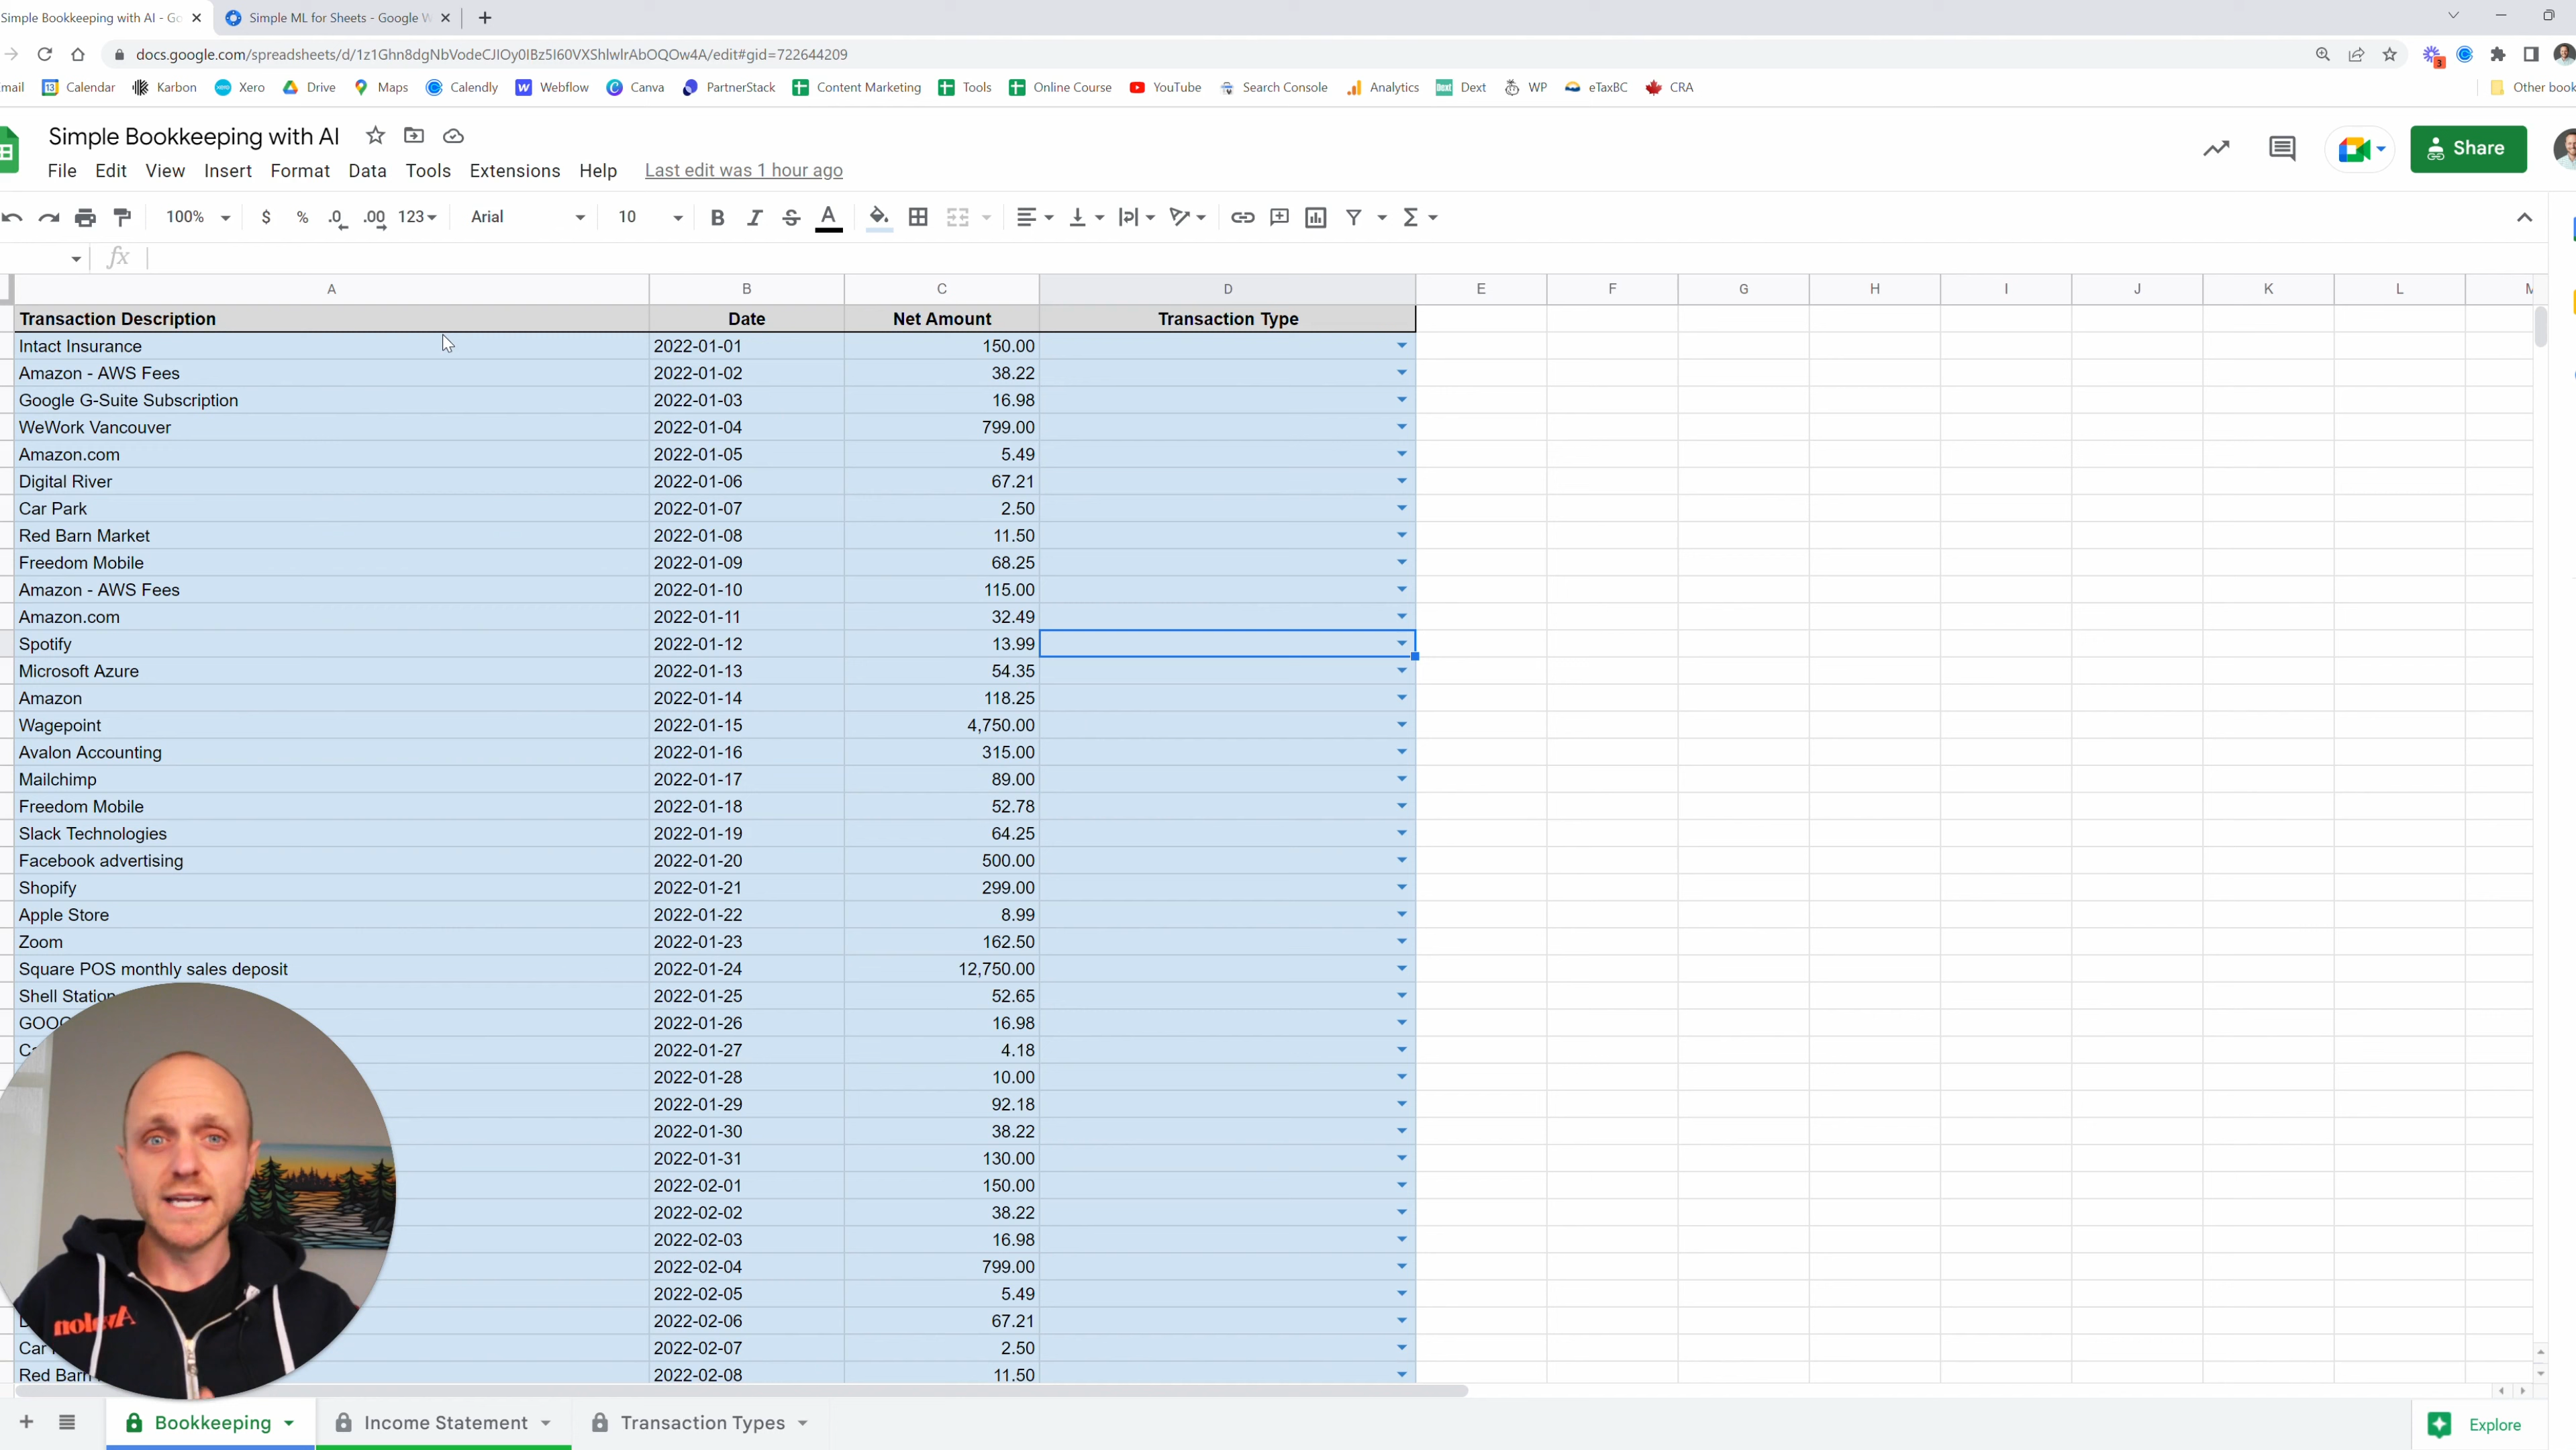 Simple Bookkeeping with AI - Go
Simple ML for Sheets - Google W
docs.google.com/spreadsheets/d/1z1Ghn8dgNbVodeCJIOy0IBz5I60VXShlwlrAbOQOw4A/edit#gid=722644209
mail Calendar Karbon Xero Drive Maps Calendly Webflow Canva PartnerStack Content Marketing Tools Online Course YouTube Search Console Analytics Dext WP eTaxBC CRA Other book
Simple Bookkeeping with AI
File Edit View Insert Format Data Tools Extensions Help Last edit was 1 hour ago
Share
100% $ % .0 .00 123 Arial 10 B I S A
fx
A B C D E F G H I J K L
Transaction Description Date Net Amount Transaction Type
Intact Insurance 2022-01-01 150.00
Amazon - AWS Fees 2022-01-02 38.22
Google G-Suite Subscription 2022-01-03 16.98
WeWork Vancouver 2022-01-04 799.00
Amazon.com 2022-01-05 5.49
Digital River 2022-01-06 67.21
Car Park 2022-01-07 2.50
Red Barn Market 2022-01-08 11.50
Freedom Mobile 2022-01-09 68.25
Amazon - AWS Fees 2022-01-10 115.00
Amazon.com 2022-01-11 32.49
Spotify 2022-01-12 13.99
Microsoft Azure 2022-01-13 54.35
Amazon 2022-01-14 118.25
Wagepoint 2022-01-15 4,750.00
Avalon Accounting 2022-01-16 315.00
Mailchimp 2022-01-17 89.00
Freedom Mobile 2022-01-18 52.78
Slack Technologies 2022-01-19 64.25
Facebook advertising 2022-01-20 500.00
Shopify 2022-01-21 299.00
Apple Store 2022-01-22 8.99
Zoom 2022-01-23 162.50
Square POS monthly sales deposit 2022-01-24 12,750.00
Shell Station 2022-01-25 52.65
GOO 2022-01-26 16.98
Ca 2022-01-27 4.18
2022-01-28 10.00
2022-01-29 92.18
2022-01-30 38.22
2022-01-31 130.00
2022-02-01 150.00
2022-02-02 38.22
2022-02-03 16.98
2022-02-04 799.00
2022-02-05 5.49
2022-02-06 67.21
Car 2022-02-07 2.50
Red Barn 2022-02-08 11.50
Avalon
Bookkeeping Income Statement Transaction Types Explore